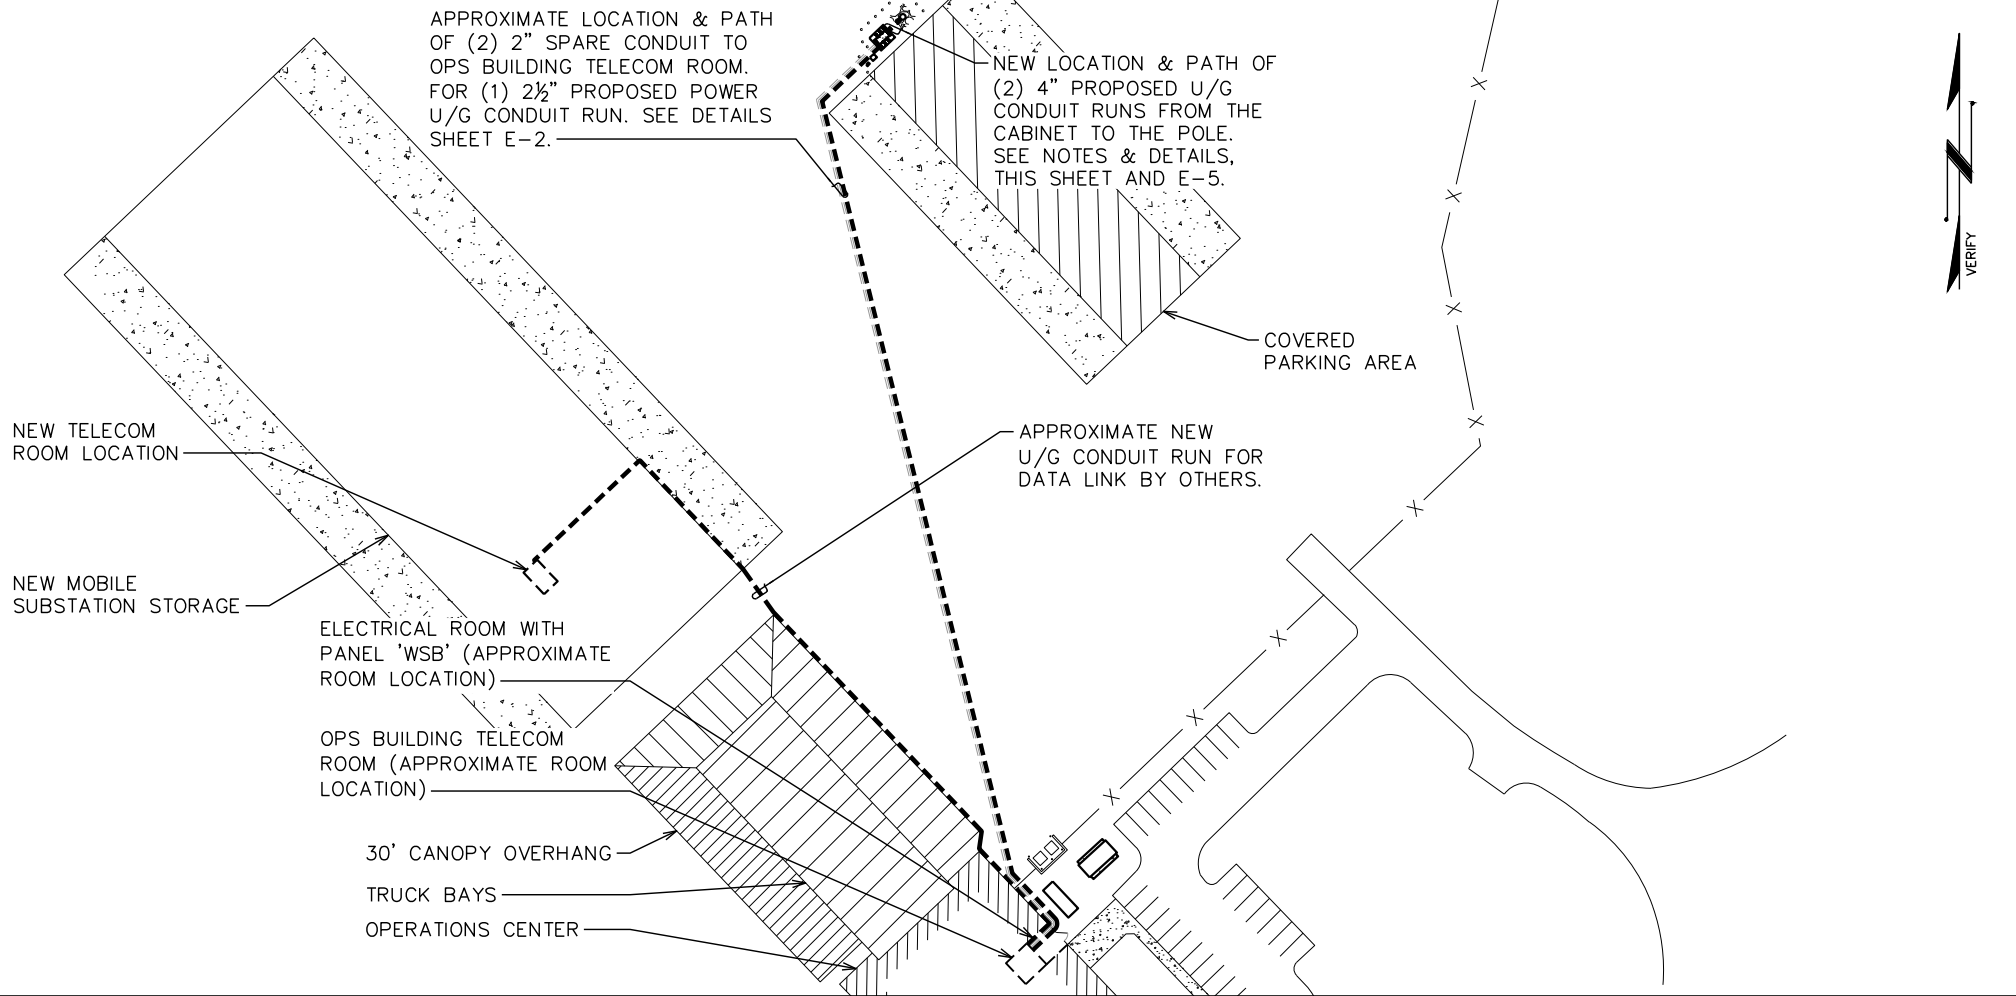 APPROXIMATE LOCATION & PATH
OF (2) 2" SPARE CONDUIT TO
OPS BUILDING TELECOM ROOM.
FOR (1) 2½" PROPOSED POWER
U/G CONDUIT RUN. SEE DETAILS
SHEET E-2.
NEW LOCATION & PATH OF
(2) 4" PROPOSED U/G
CONDUIT RUNS FROM THE
CABINET TO THE POLE.
SEE NOTES & DETAILS,
THIS SHEET AND E-5.
VERIFY
COVERED
PARKING AREA
NEW TELECOM
ROOM LOCATION
APPROXIMATE NEW
U/G CONDUIT RUN FOR
DATA LINK BY OTHERS.
NEW MOBILE
SUBSTATION STORAGE
ELECTRICAL ROOM WITH
PANEL 'WSB' (APPROXIMATE
ROOM LOCATION)
OPS BUILDING TELECOM
ROOM (APPROXIMATE ROOM
LOCATION)
30' CANOPY OVERHANG
TRUCK BAYS
OPERATIONS CENTER